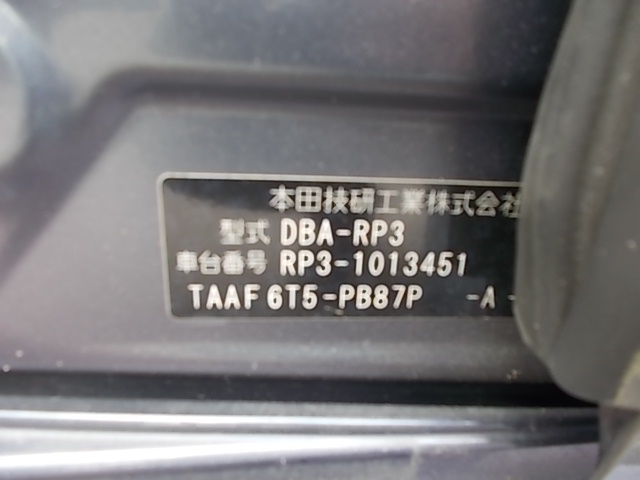 本田技研工業株式会社
型式 DBA-RP3
車台番号 RP3-1013451
TAAF 6T5-PB87P -A -